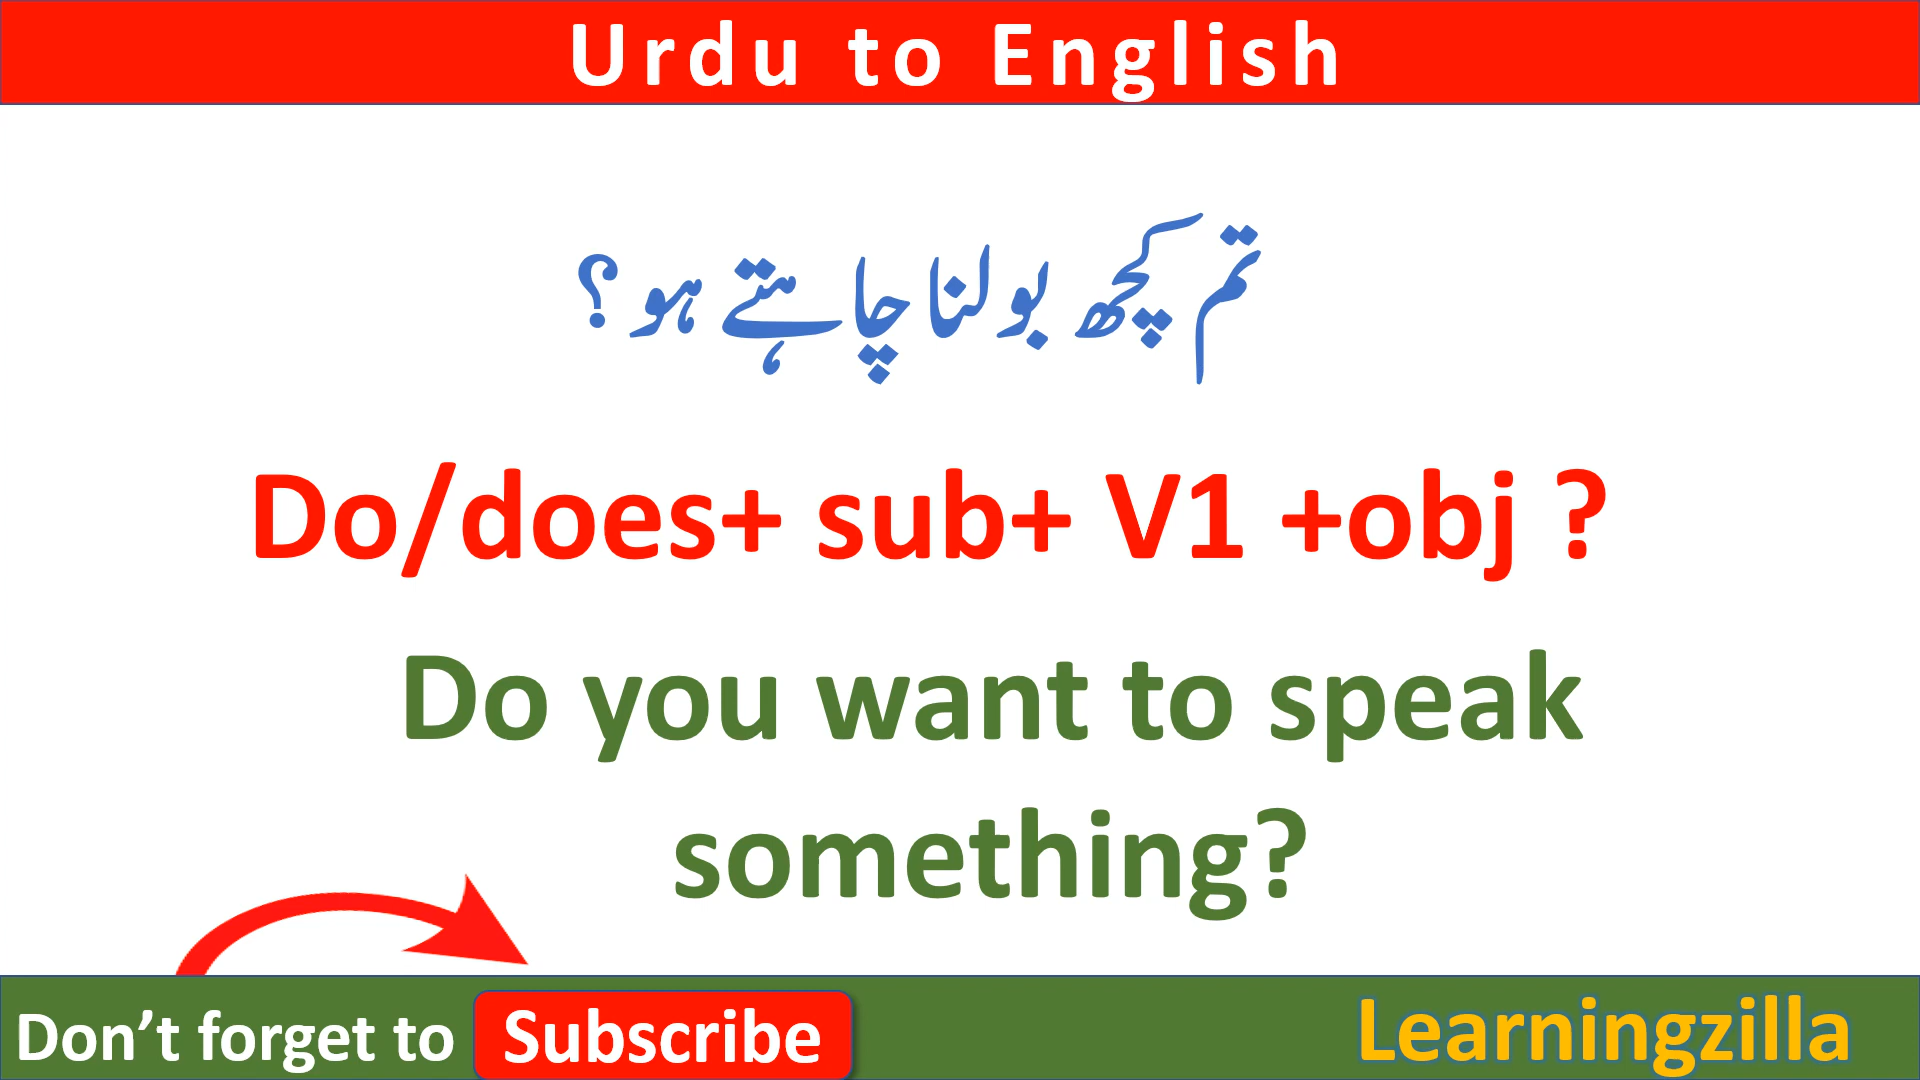 Urdu to English
تم کچھ بولنا چاہتے ہو؟
Do/does+ sub+ V1 +obj ?
Do you want to speak
something?
Don’t forget to Subscribe
Learningzilla